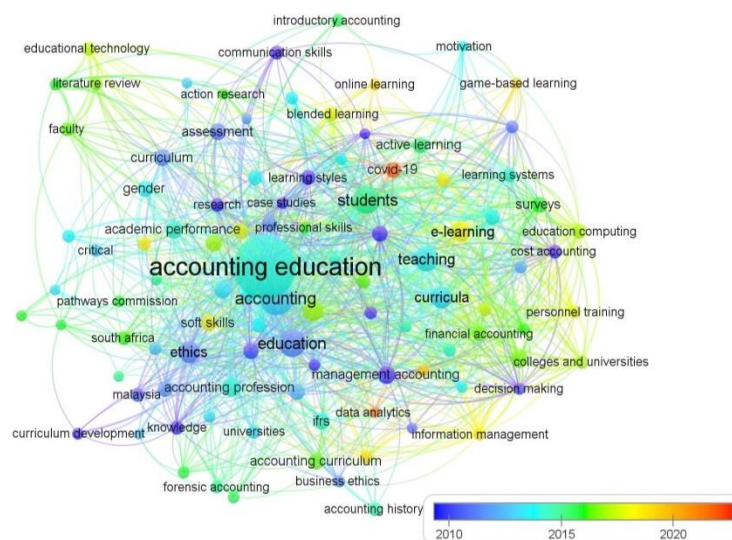 introductory accounting
educational technology
communication skills
motivation
literature review
action research
online learning
game-based learning
faculty
assessment
blended learning
active learning
curriculum
covid-19
learning systems
gender
learning styles
students
research
case studies
surveys
academic performance
professional skills
e-learning
education computing
critical
cost accounting
accounting education
teaching
pathways commission
accounting
curricula
personnel training
soft skills
south africa
financial accounting
ethics
education
colleges and universities
malaysia
accounting profession
management accounting
decision making
data analytics
curriculum development
knowledge
universities
ifrs
information management
accounting curriculum
forensic accounting
business ethics
accounting history
2010
2015
2020